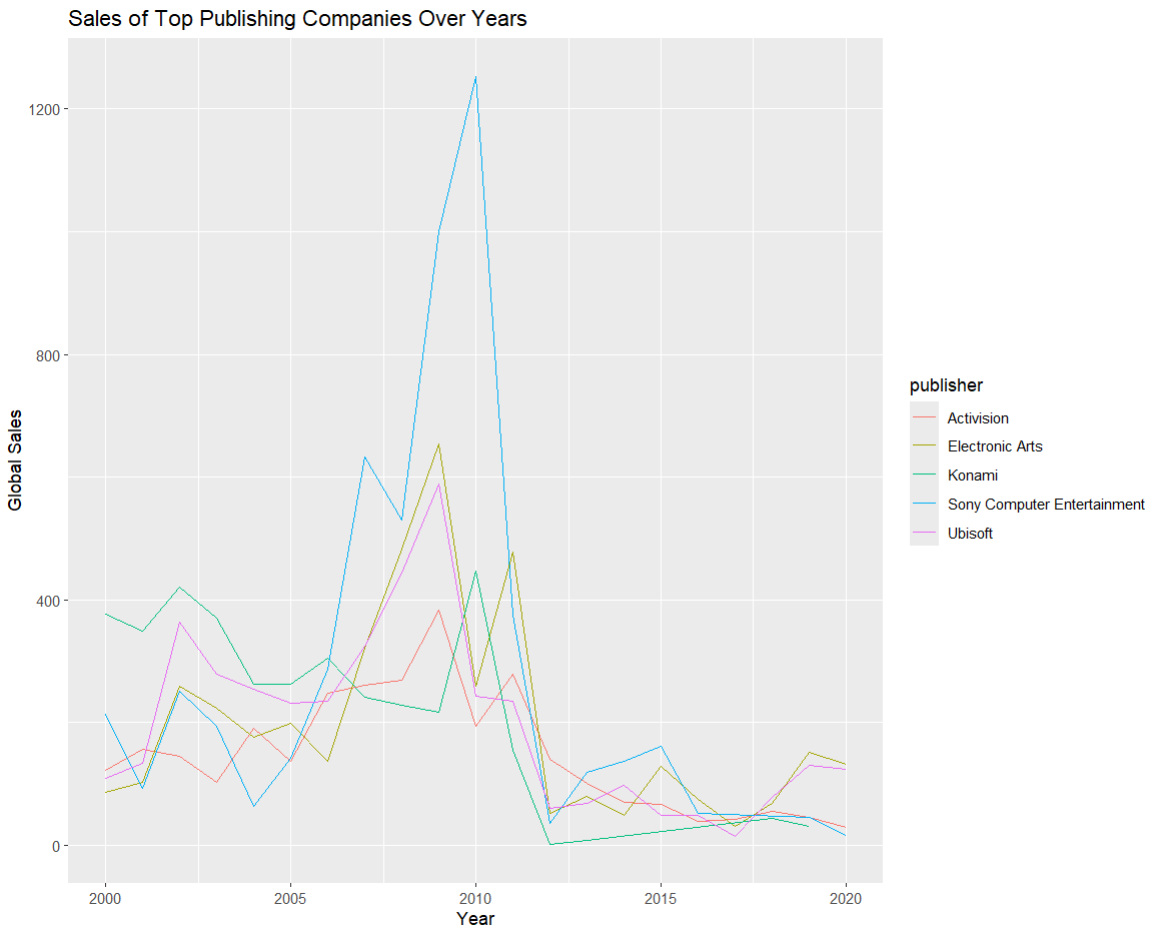 Sales of Top Publishing Companies Over Years
Global Sales
1200
800
400
0
2000 2005 2010 2015 2020
Year
publisher
Activision
Electronic Arts
Konami
Sony Computer Entertainment
Ubisoft